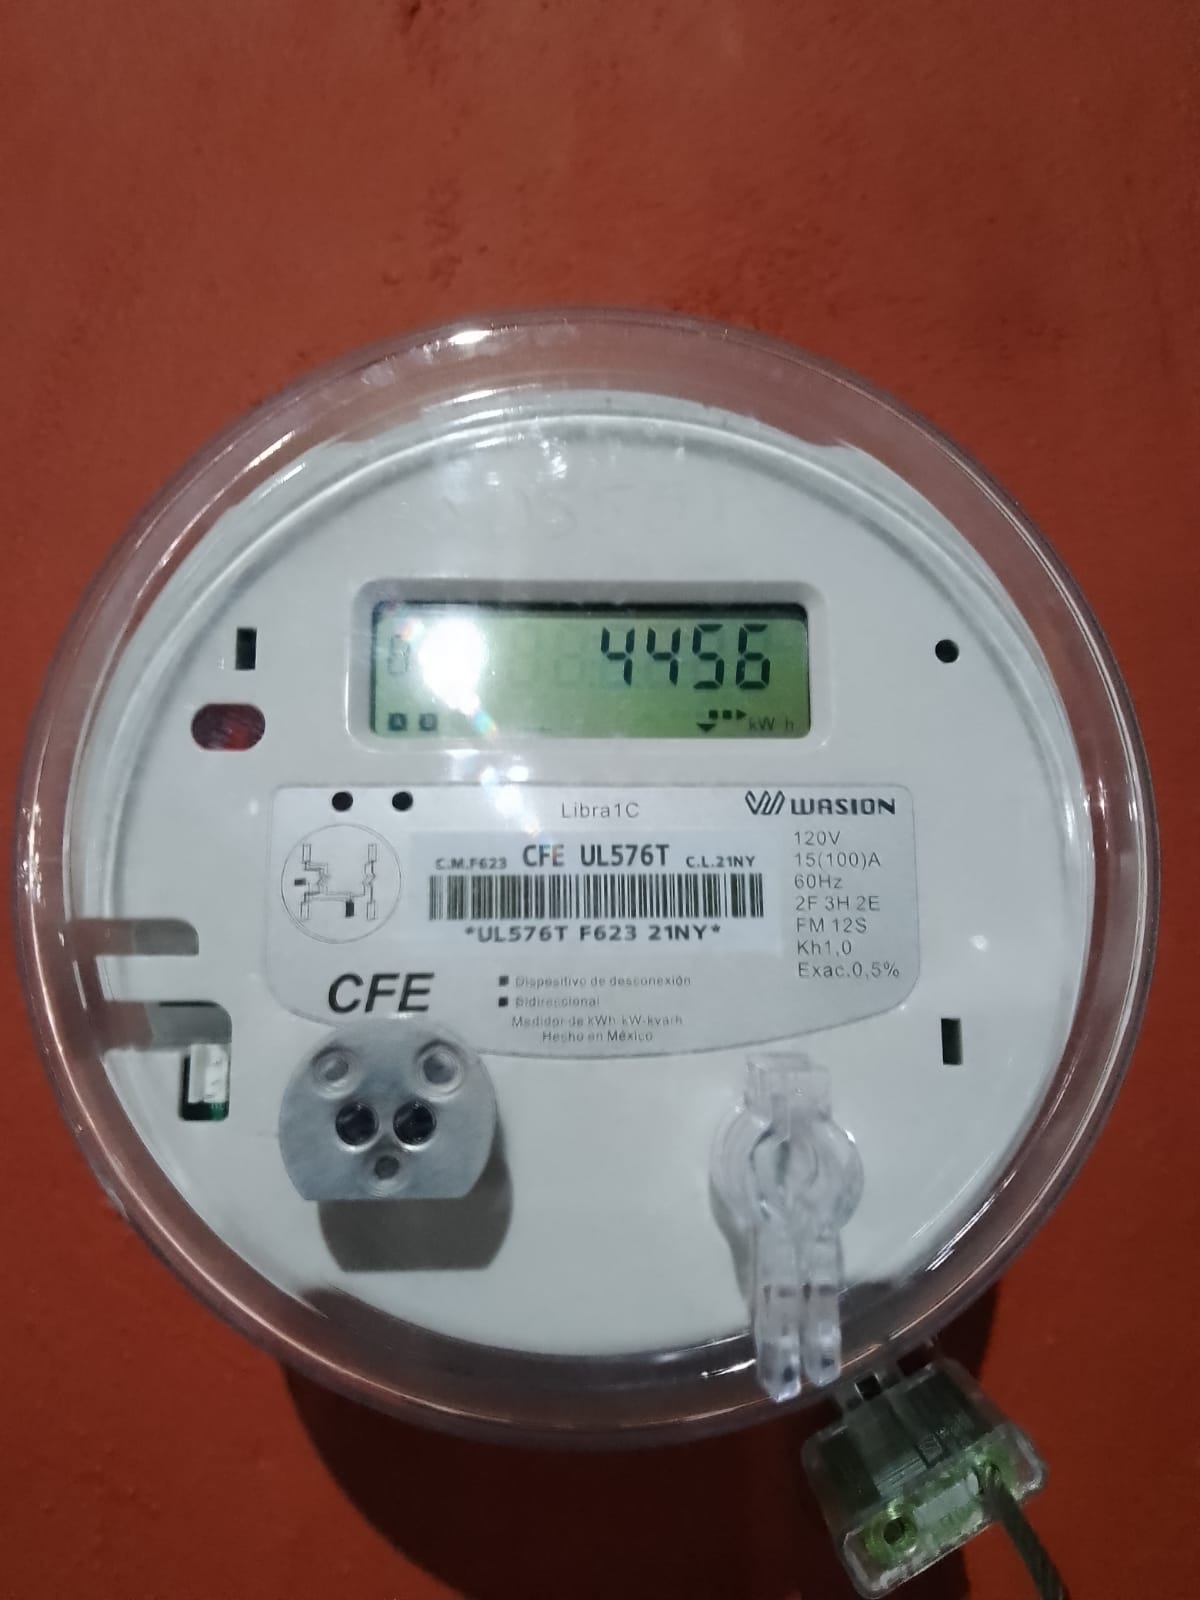 4456
kW h
Libra1C
WASION
C.M.F623 CFE UL576T C.L.21NY
*UL576T F623 21NY*
120V
15(100)A
60Hz
2F 3H 2E
FM 12S
Kh1,0
Exac.0,5%
CFE
Dispositivo de desconexión
Bidireccional
Medidor de kWh-kW-kvarh
Hecho en México